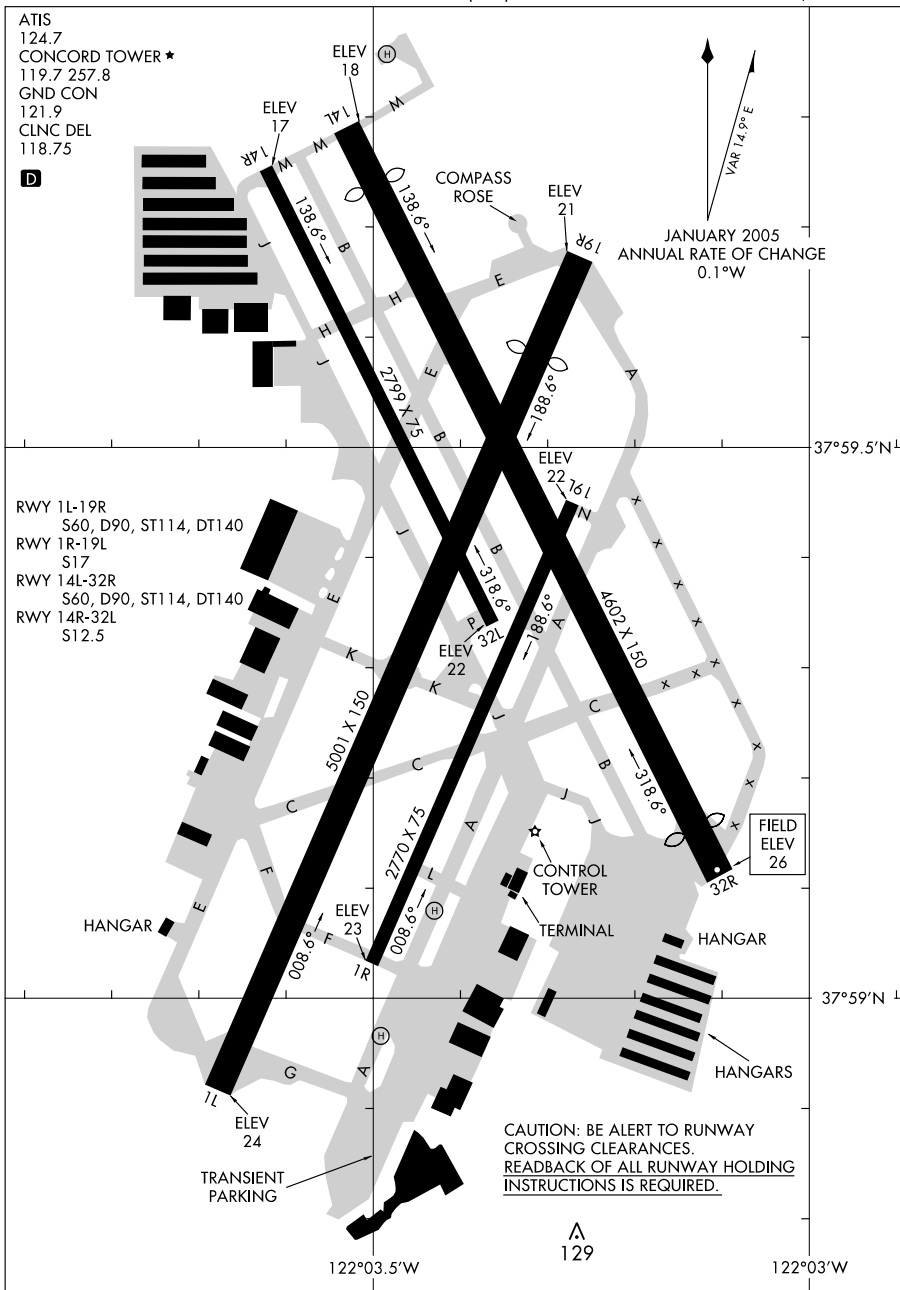 ATIS
124.7
CONCORD TOWER ★
119.7 257.8
GND CON
121.9
CLNC DEL
118.75
D
ELEV
18
H
ELEV
17
14L
W
14R
W
W
VAR 14.9° E
COMPASS
ROSE
ELEV
21
19R
JANUARY 2005
ANNUAL RATE OF CHANGE
0.1°W
138.6°
138.6°
J
B
H
E
H
J
H
J
E
2799 X 75
188.6°
A
B
ELEV
22
19L
N
37°59.5'N
RWY 1L-19R
S60, D90, ST114, DT140
RWY 1R-19L
S17
RWY 14L-32R
S60, D90, ST114, DT140
RWY 14R-32L
S12.5
J
B
318.6°
E
P
32L
ELEV
22
188.6°
A
4602 X 150
X X X X X X X X X X X
K
K
J
C
5001 X 150
C
C
B
318.6°
J
J
A
2770 X 75
FIELD
ELEV
26
32R
CONTROL
TOWER
TERMINAL
F
L
H
E
HANGAR
008.6°
F
ELEV
23
1R
008.6°
HANGAR
37°59'N
H
G
A
1L
ELEV
24
HANGARS
TRANSIENT
PARKING
CAUTION: BE ALERT TO RUNWAY
CROSSING CLEARANCES.
READBACK OF ALL RUNWAY HOLDING
INSTRUCTIONS IS REQUIRED.
129
122°03.5'W
122°03'W